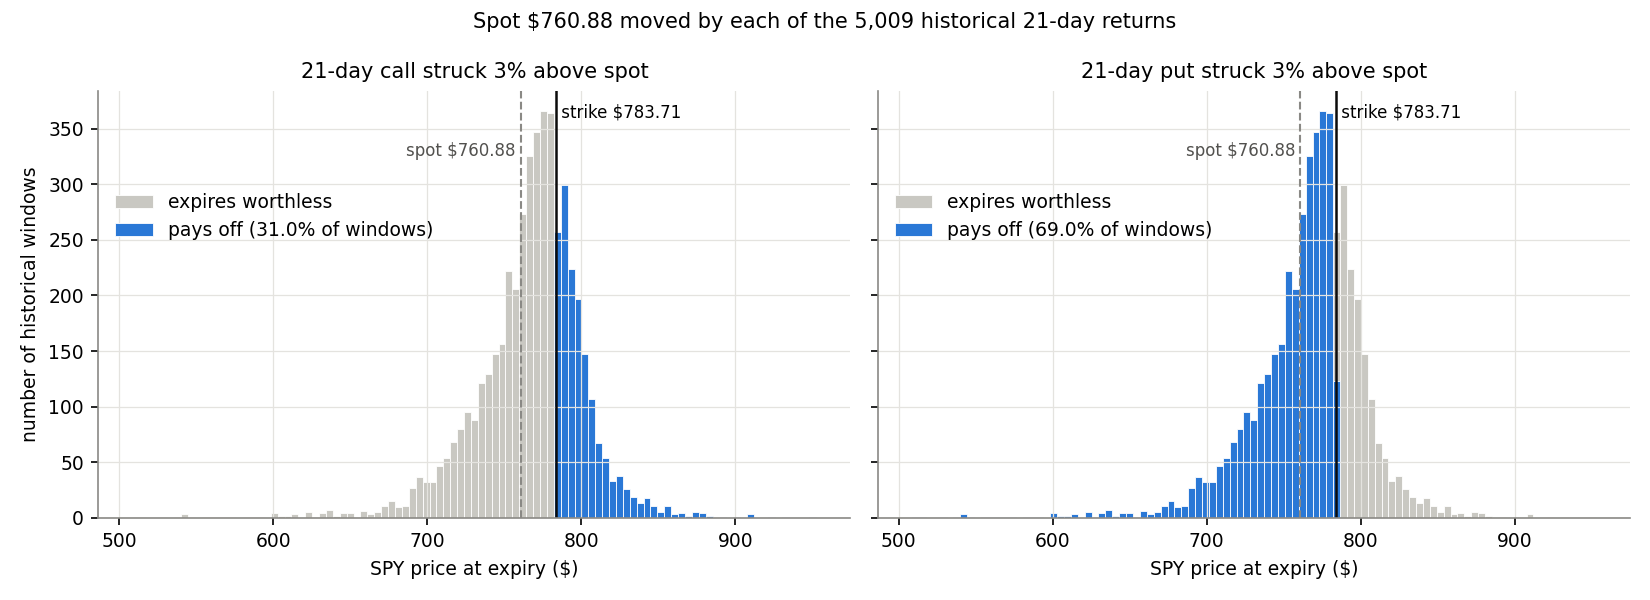 Spot $760.88 moved by each of the 5,009 historical 21-day returns
21-day call struck 3% above spot
number of historical windows
350
300
250
200
150
100
50
0
strike $783.71
spot $760.88
expires worthless
pays off (31.0% of windows)
500
600
700
800
900
SPY price at expiry ($)
21-day put struck 3% above spot
strike $783.71
spot $760.88
expires worthless
pays off (69.0% of windows)
500
600
700
800
900
SPY price at expiry ($)